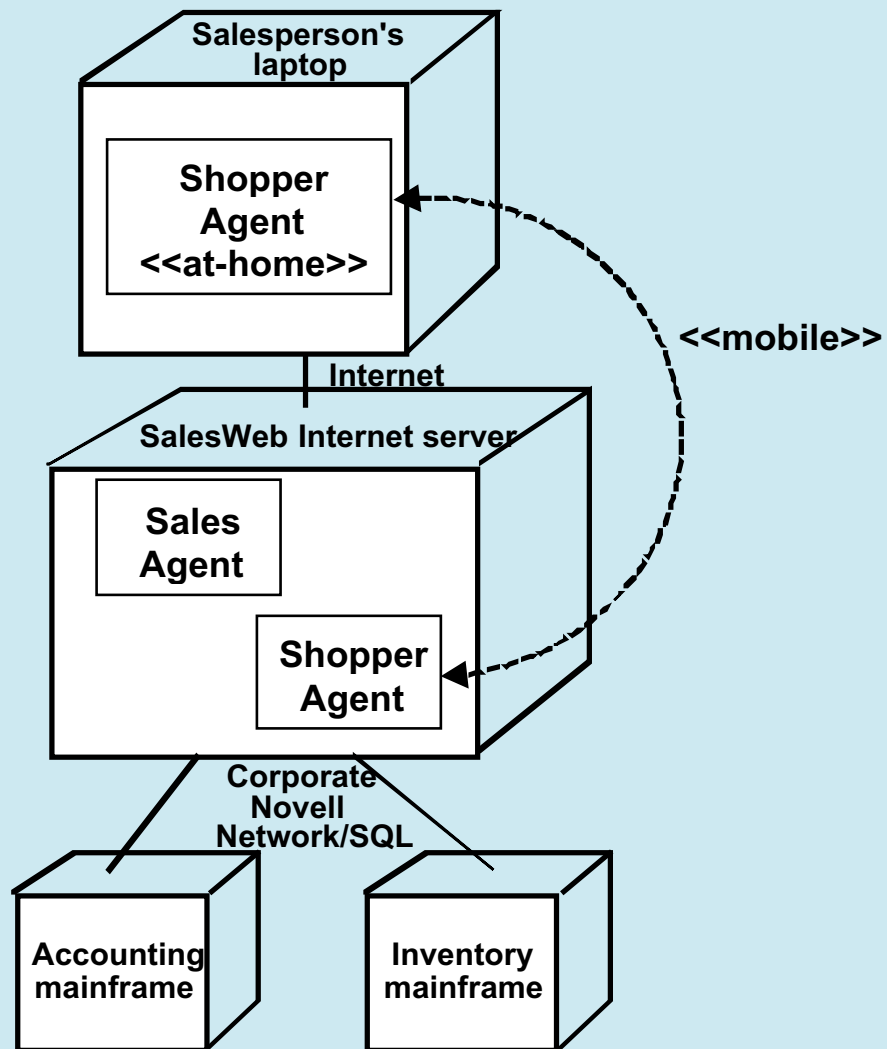 Salesperson's
laptop
Shopper
Agent
<<at-home>>
<<mobile>>
Internet
SalesWeb Internet server
Sales
Agent
Shopper
Agent
Corporate
Novell
Network/SQL
Accounting
mainframe
Inventory
mainframe